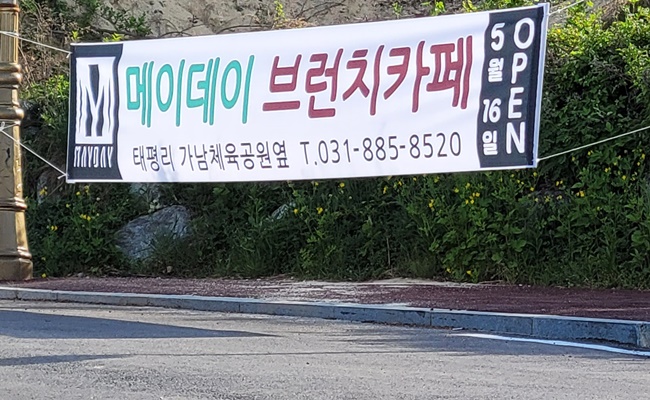 M
MAYDAY
메이데이 브런치카페
태평리 가남체육공원옆 T.031-885-8520
5월 16일
OPEN